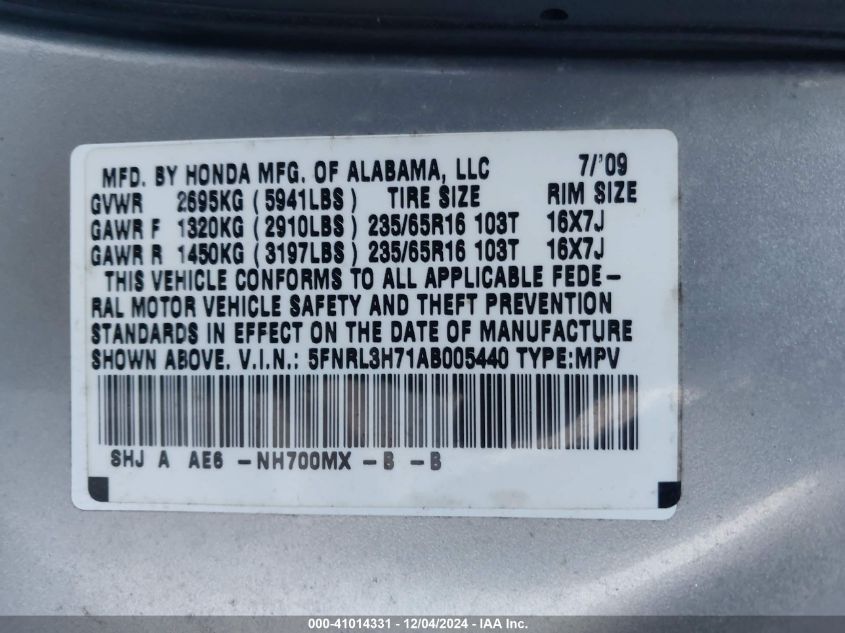 MFD. BY HONDA MFG. OF ALABAMA, LLC 7/'09
GVWR 2695KG (5941LBS) TIRE SIZE RIM SIZE
GAWR F 1320KG (2910LBS) 235/65R16 103T 16X7J
GAWR R 1450KG (3197LBS) 235/65R16 103T 16X7J
THIS VEHICLE CONFORMS TO ALL APPLICABLE FEDE-
RAL MOTOR VEHICLE SAFETY AND THEFT PREVENTION
STANDARDS IN EFFECT ON THE DATE OF MANUFACTURE
SHOWN ABOVE. V.I.N.: 5FNRL3H71AB005440 TYPE:MPV
SHJ A AE6 -NH700MX -B -B
000-41014331 - 12/04/2024 - IAA Inc.